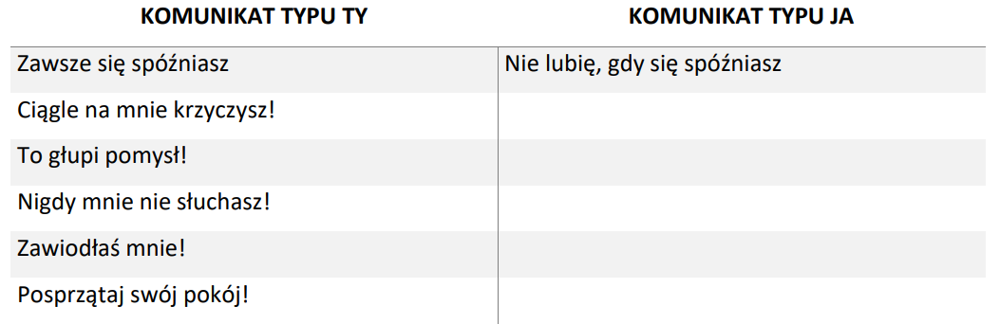 KOMUNIKAT TYPU TY KOMUNIKAT TYPU JA
Zawsze się spóźniasz Nie lubię, gdy się spóźniasz
Ciągle na mnie krzyczysz!
To głupi pomysł!
Nigdy mnie nie słuchasz!
Zawiodłaś mnie!
Posprzątaj swój pokój!